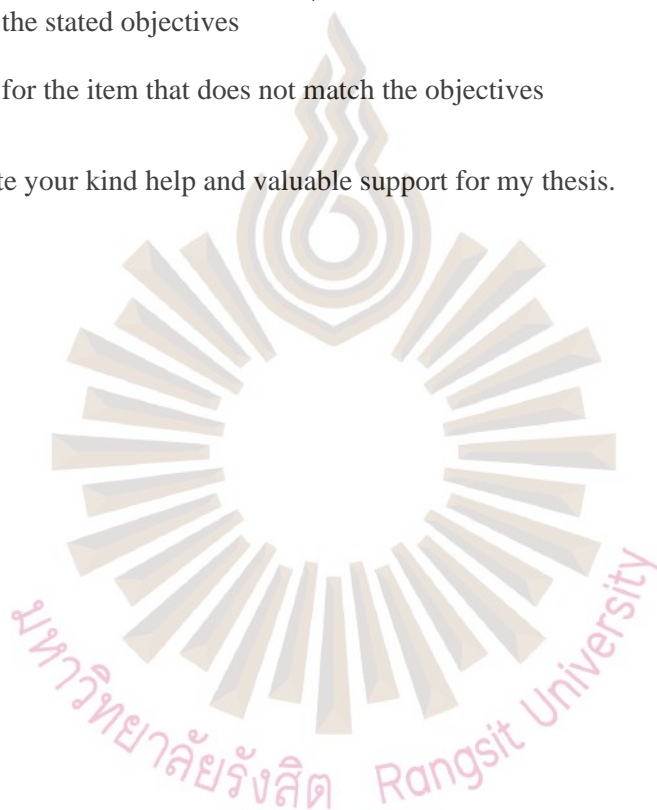 the stated objectives
for the item that does not match the objectives
your kind help and valuable support for my thesis.
มหาวิทยาลัยรังสิต Rangsit University